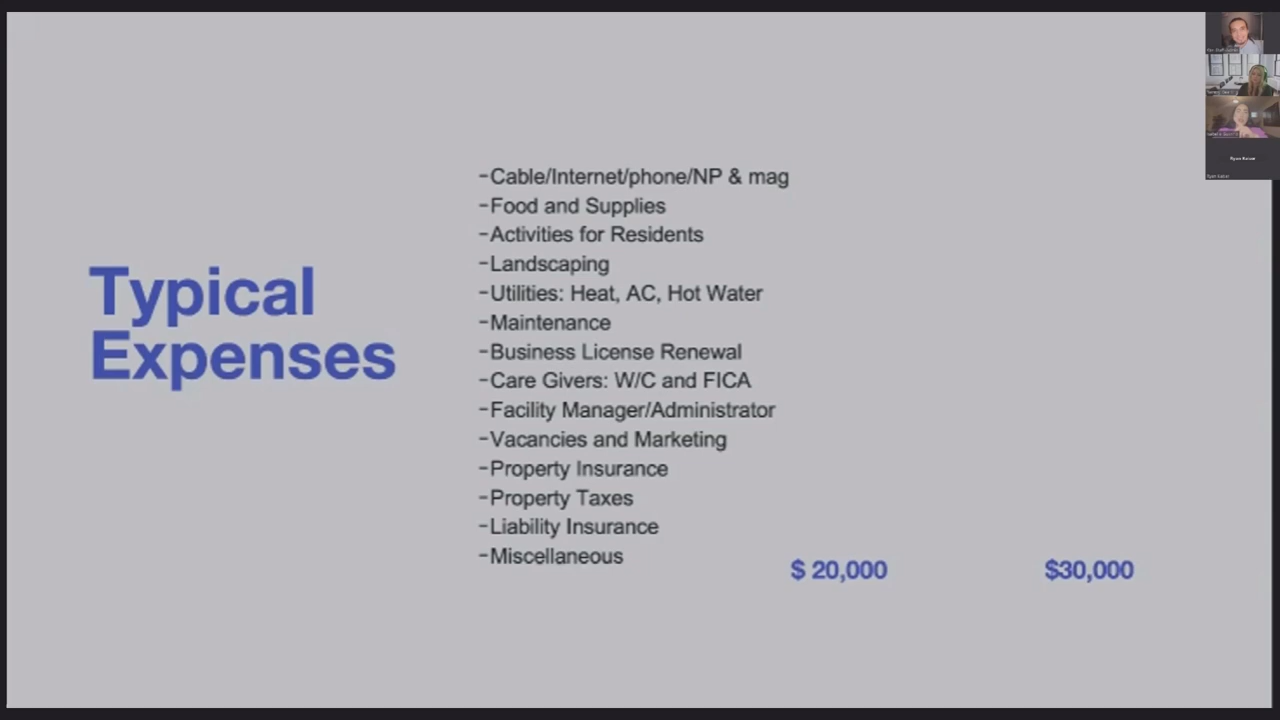 Typical
Expenses
-Cable/Internet/phone/NP & mag
-Food and Supplies
-Activities for Residents
-Landscaping
-Utilities: Heat, AC, Hot Water
-Maintenance
-Business License Renewal
-Care Givers: W/C and FICA
-Facility Manager/Administrator
-Vacancies and Marketing
-Property Insurance
-Property Taxes
-Liability Insurance
-Miscellaneous
$ 20,000
$30,000